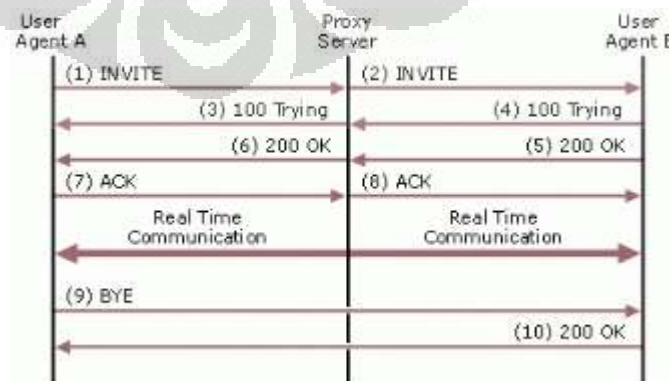 User
Agent A
Proxy
Server
User
Agent B
(1) INVITE
(2) INVITE
(3) 100 Trying
(4) 100 Trying
(6) 200 OK
(5) 200 OK
(7) ACK
(8) ACK
Real Time
Communication
Real Time
Communication
(9) BYE
(10) 200 OK